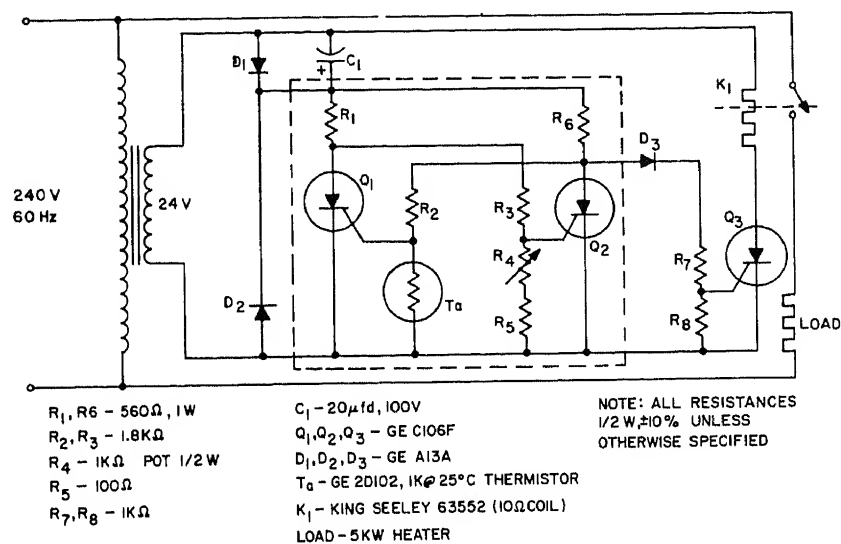 D1
C1
+
R1
R6
K1
D3
Q1
240 V
60 Hz
24 V
R2
R3
Q2
Q3
R4
R7
D2
Ta
R5
R8
LOAD
R1, R6 – 560Ω, 1W
R2, R3 – 1.8KΩ
R4 – 1KΩ POT 1/2 W
R5 – 100Ω
R7, R8 – 1KΩ
C1 – 20µfd, 100V
Q1, Q2, Q3 – GE C106F
D1, D2, D3 – GE A13A
Ta – GE 2D102, 1K@ 25°C THERMISTOR
K1 – KING SEELEY 63552 (10Ω COIL)
LOAD – 5KW HEATER
NOTE: ALL RESISTANCES
1/2 W, ±10% UNLESS
OTHERWISE SPECIFIED